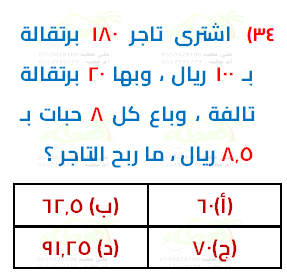 ٣٤) اشترى تاجر ١٨٠ برتقالة
بـ ١٠٠ ريال ، وبها ٢٠ برتقالة
تالفة ، وباع كل ٨ حبات بـ
٨,٥ ريال ، ما ربح التاجر ؟
(أ) ٦٠ (ب) ٦٢,٥
(ج) ٧٠ (د) ٩١,٢٥